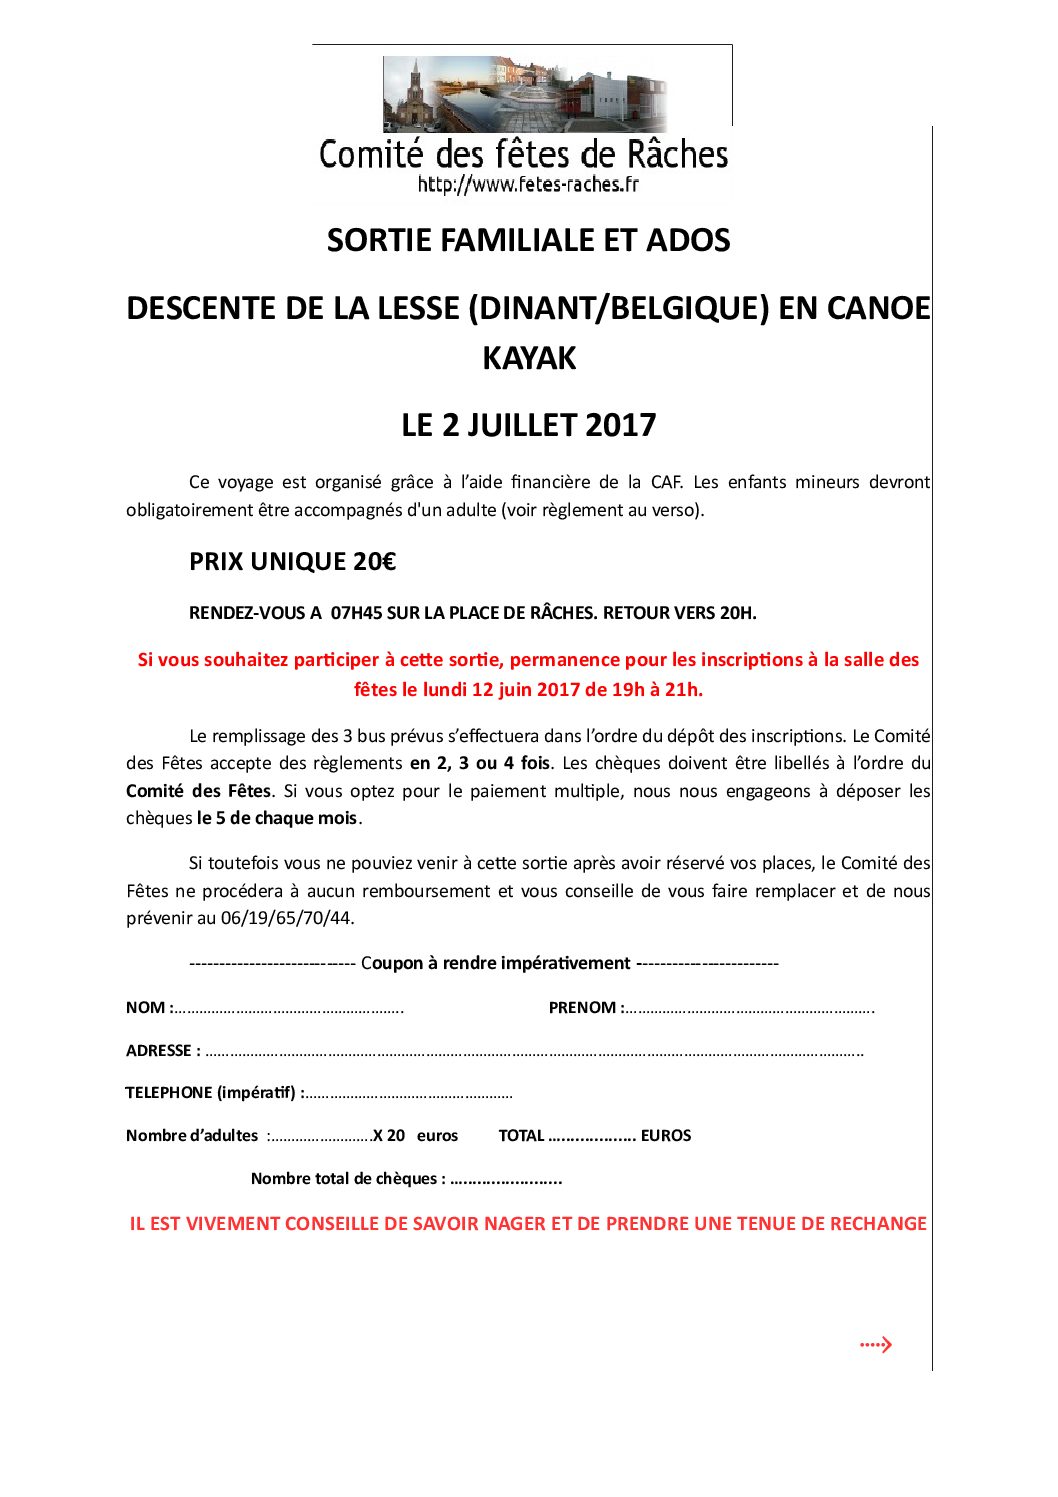 Comité des fêtes de Râches
http://www.fetes-raches.fr
SORTIE FAMILIALE ET ADOS
DESCENTE DE LA LESSE (DINANT/BELGIQUE) EN CANOE
KAYAK
LE 2 JUILLET 2017
Ce voyage est organisé grâce à l’aide financière de la CAF. Les enfants mineurs devront
obligatoirement être accompagnés d'un adulte (voir règlement au verso).
PRIX UNIQUE 20€
RENDEZ-VOUS A  07H45 SUR LA PLACE DE RÂCHES. RETOUR VERS 20H.
Si vous souhaitez participer à cette sortie, permanence pour les inscriptions à la salle des
fêtes le lundi 12 juin 2017 de 19h à 21h.
Le remplissage des 3 bus prévus s’effectuera dans l’ordre du dépôt des inscriptions. Le Comité
des Fêtes accepte des règlements en 2, 3 ou 4 fois. Les chèques doivent être libellés à l’ordre du
Comité des Fêtes. Si vous optez pour le paiement multiple, nous nous engageons à déposer les
chèques le 5 de chaque mois.
Si toutefois vous ne pouviez venir à cette sortie après avoir réservé vos places, le Comité des
Fêtes ne procédera à aucun remboursement et vous conseille de vous faire remplacer et de nous
prévenir au 06/19/65/70/44.
---------------------------- Coupon à rendre impérativement ------------------------
NOM :.......................................................  PRENOM :............................................................
ADRESSE : ................................................................................................................................................................
TELEPHONE (impératif) :..................................................
Nombre d’adultes  :.........................X 20   euros  TOTAL .................... EUROS
Nombre total de chèques : .........................
IL EST VIVEMENT CONSEILLE DE SAVOIR NAGER ET DE PRENDRE UNE TENUE DE RECHANGE